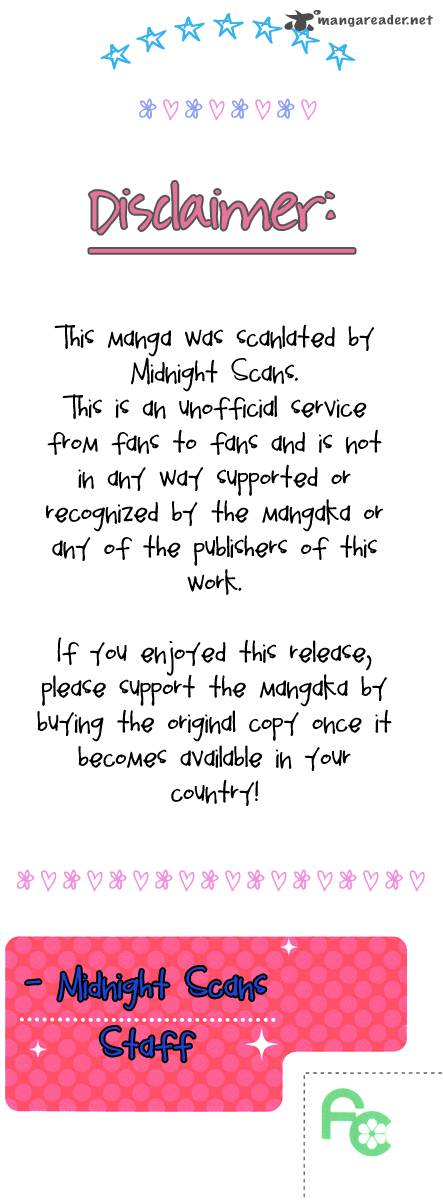 mangareader.net
Disclaimer:
This manga was scanlated by
Midnight Scans.
This is an unofficial service
from fans to fans and is not
in any way supported or
recognized by the mangaka or
any of the publishers of this
work.
If you enjoyed this release,
please support the mangaka by
buying the original copy once it
becomes available in your
country!
- Midnight Scans
Staff
FC